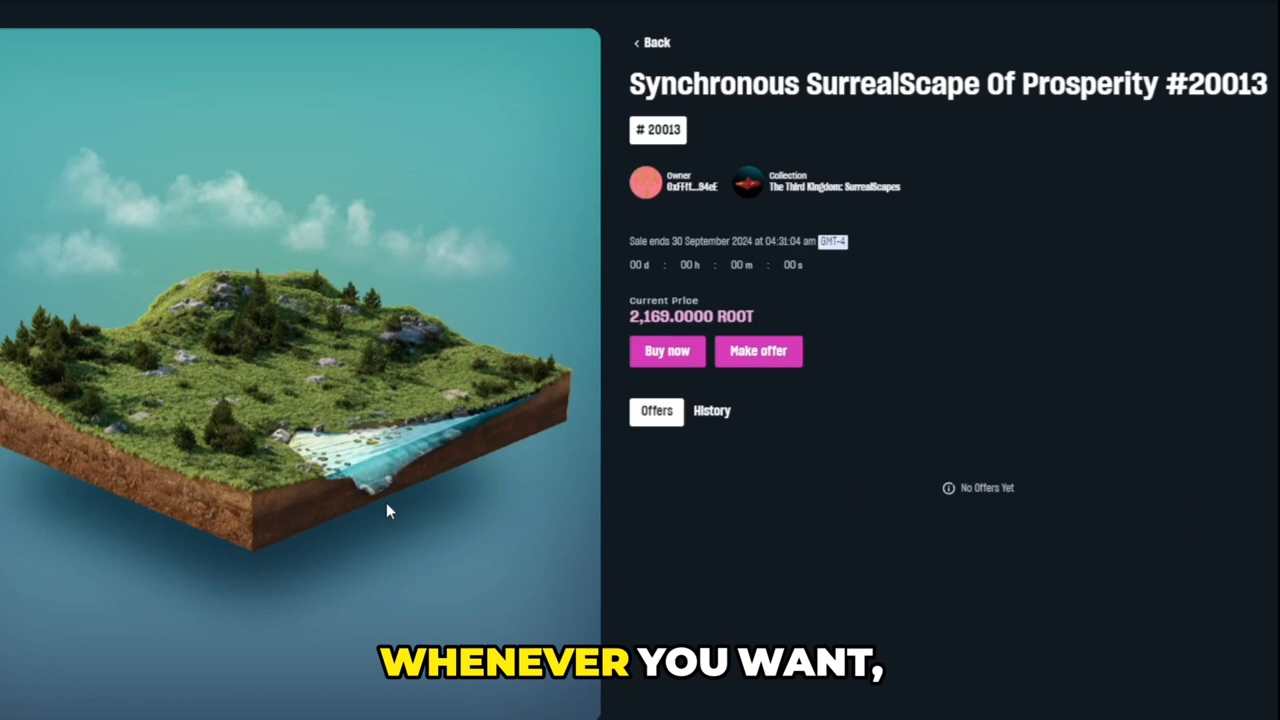 Back
Synchronous SurrealScape Of Prosperity #20013
# 20013
Owner
0xFFff...94eE
Collection
The Third Kingdom: SurrealScapes
Sale ends 30 September 2024 at 04:31:04 am GMT-4
00 d : 00 h : 00 m : 00 s
Current Price
2,169.0000 ROOT
Buy now
Make offer
Offers
History
No Offers Yet
WHENEVER YOU WANT,